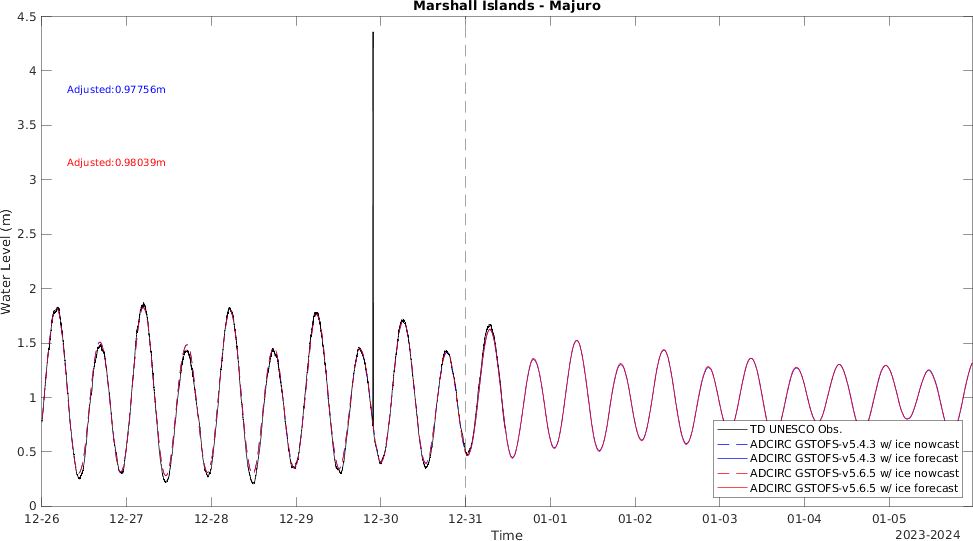 Marshall Islands - Majuro
4.5
4
3.5
3
2.5
2
1.5
1
0.5
0
Water Level (m)
Adjusted:0.97756m
Adjusted:0.98039m
TD UNESCO Obs.
ADCIRC GSTOFS-v5.4.3 w/ ice nowcast
ADCIRC GSTOFS-v5.4.3 w/ ice forecast
ADCIRC GSTOFS-v5.6.5 w/ ice nowcast
ADCIRC GSTOFS-v5.6.5 w/ ice forecast
12-26 12-27 12-28 12-29 12-30 12-31 01-01 01-02 01-03 01-04 01-05
Time
2023-2024